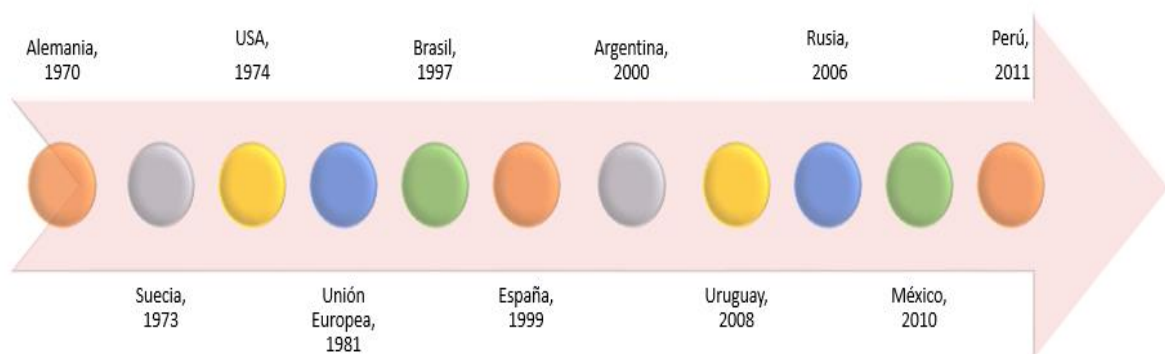 Alemania,
1970
USA,
1974
Brasil,
1997
Argentina,
2000
Rusia,
2006
Perú,
2011
Suecia,
1973
Unión
Europea,
1981
España,
1999
Uruguay,
2008
México,
2010